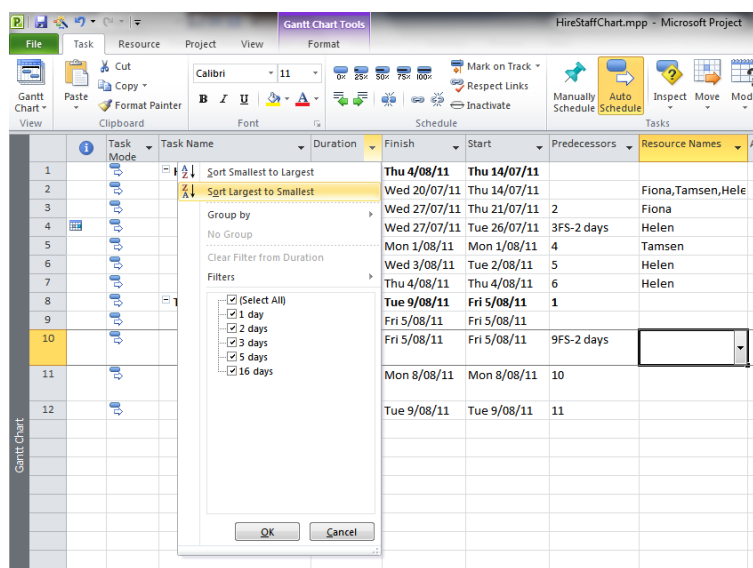 Gantt Chart Tools
HireStaffChart.mpp - Microsoft Project
File Task Resource Project View Format
Gantt Chart
View
Paste
Cut
Copy
Format Painter
Clipboard
Calibri 11
B I U A
Font
0x 25x 50x 75x 100x
Mark on Track
Respect Links
Inactivate
Schedule
Manually Schedule
Auto Schedule
Inspect Move Mod
Tasks
Task Mode Task Name Duration Finish Start Predecessors Resource Names
1 Thu 4/08/11 Thu 14/07/11
2 Wed 20/07/11 Thu 14/07/11 Fiona,Tamsen,Hele
3 Wed 27/07/11 Thu 21/07/11 2 Fiona
4 Wed 27/07/11 Tue 26/07/11 3FS-2 days Helen
5 Mon 1/08/11 Mon 1/08/11 4 Tamsen
6 Wed 3/08/11 Tue 2/08/11 5 Helen
7 Thu 4/08/11 Thu 4/08/11 6 Helen
8 T Tue 9/08/11 Fri 5/08/11 1
9 Fri 5/08/11 Fri 5/08/11
10 Fri 5/08/11 Fri 5/08/11 9FS-2 days
11 Mon 8/08/11 Mon 8/08/11 10
12 Tue 9/08/11 Tue 9/08/11 11
Sort Smallest to Largest
Sort Largest to Smallest
Group by
No Group
Clear Filter from Duration
Filters
(Select All)
1 day
2 days
3 days
5 days
16 days
OK Cancel
Gantt Chart